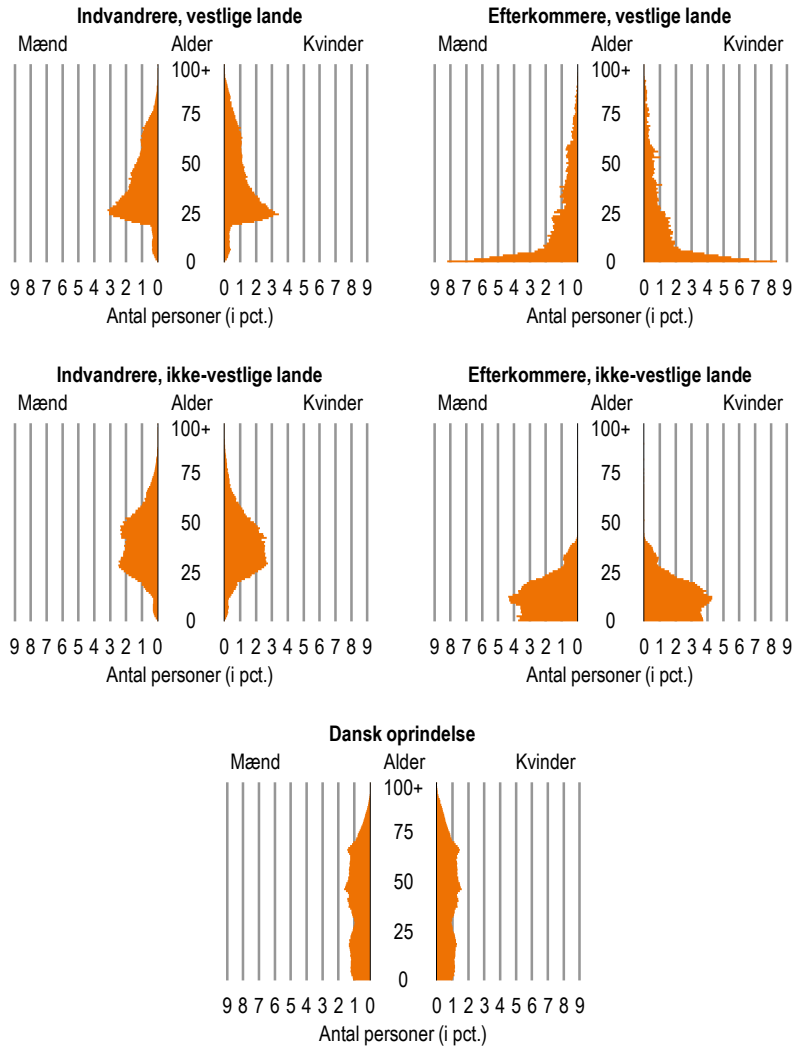 Indvandrere, vestlige lande
Mænd Alder Kvinder
100+
75
50
25
0
9 8 7 6 5 4 3 2 1 0 0 1 2 3 4 5 6 7 8 9
Antal personer (i pct.)
Efterkommere, vestlige lande
Mænd Alder Kvinder
100+
75
50
25
0
9 8 7 6 5 4 3 2 1 0 0 1 2 3 4 5 6 7 8 9
Antal personer (i pct.)
Indvandrere, ikke-vestlige lande
Mænd Alder Kvinder
100+
75
50
25
0
9 8 7 6 5 4 3 2 1 0 0 1 2 3 4 5 6 7 8 9
Antal personer (i pct.)
Efterkommere, ikke-vestlige lande
Mænd Alder Kvinder
100+
75
50
25
0
9 8 7 6 5 4 3 2 1 0 0 1 2 3 4 5 6 7 8 9
Antal personer (i pct.)
Dansk oprindelse
Mænd Alder Kvinder
100+
75
50
25
0
9 8 7 6 5 4 3 2 1 0 0 1 2 3 4 5 6 7 8 9
Antal personer (i pct.)